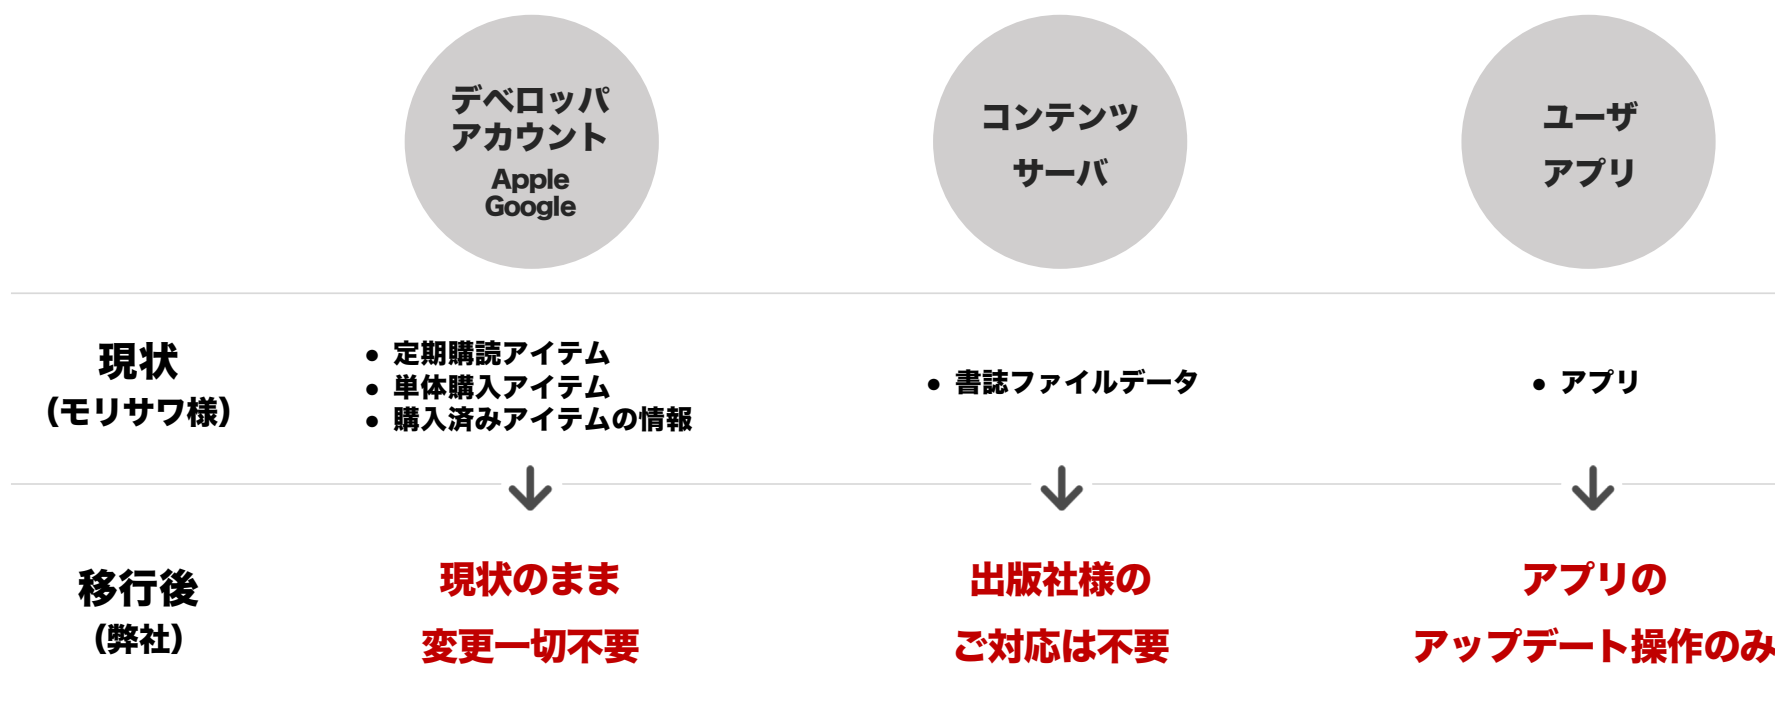 デベロッパ
アカウント
Apple
Google
コンテンツ
サーバ
ユーザ
アプリ
現状
（モリサワ様）
● 定期購読アイテム
● 単体購入アイテム
● 購入済みアイテムの情報
● 書誌ファイルデータ
● アプリ
移行後
（弊社）
現状のまま
変更一切不要
出版社様の
ご対応は不要
アプリの
アップデート操作のみ